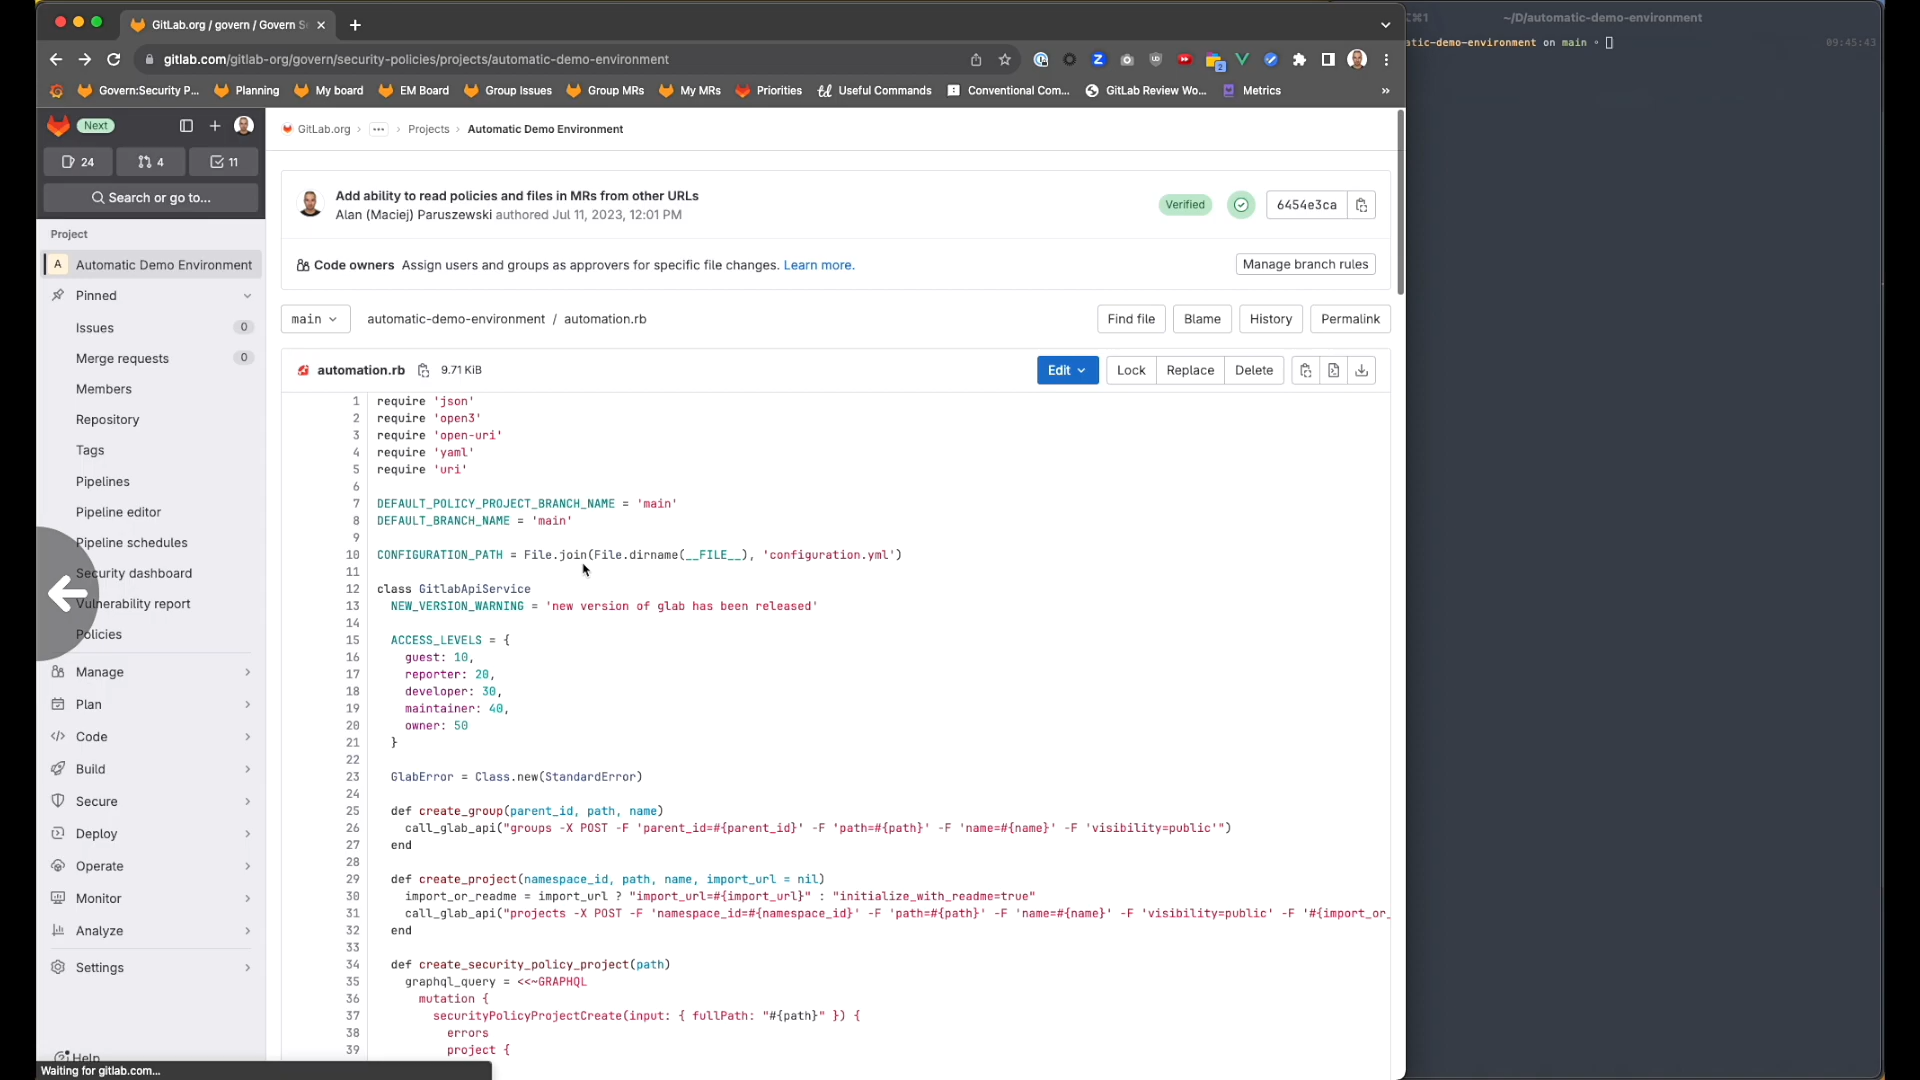 GitLab.org / govern / Govern S
gitlab.com/gitlab-org/govern/security-policies/projects/automatic-demo-environment
Govern:Security P...
Planning
My board
EM Board
Group Issues
Group MRs
My MRs
Priorities
Useful Commands
Conventional Com...
GitLab Review Wo...
Metrics
»
⌘1
~/D/automatic-demo-environment
atic-demo-environment on main
09:45:43
Next
24
4
11
Search or go to...
Project
A Automatic Demo Environment
Pinned
Issues 0
Merge requests 0
Members
Repository
Tags
Pipelines
Pipeline editor
Pipeline schedules
Security dashboard
Vulnerability report
Policies
Manage
Plan
Code
Build
Secure
Deploy
Operate
Monitor
Analyze
Settings
Help
Waiting for gitlab.com...
GitLab.org › ... › Projects › Automatic Demo Environment
Add ability to read policies and files in MRs from other URLs
Alan (Maciej) Paruszewski authored Jul 11, 2023, 12:01 PM
Verified
6454e3ca
Code owners Assign users and groups as approvers for specific file changes. Learn more.
Manage branch rules
main
automatic-demo-environment / automation.rb
Find file
Blame
History
Permalink
automation.rb 9.71 KiB
Edit
Lock
Replace
Delete
1 require 'json'
2 require 'open3'
3 require 'open-uri'
4 require 'yaml'
5 require 'uri'
6
7 DEFAULT_POLICY_PROJECT_BRANCH_NAME = 'main'
8 DEFAULT_BRANCH_NAME = 'main'
9
10 CONFIGURATION_PATH = File.join(File.dirname(__FILE__), 'configuration.yml')
11
12 class GitlabApiService
13 NEW_VERSION_WARNING = 'new version of glab has been released'
14
15 ACCESS_LEVELS = {
16 guest: 10,
17 reporter: 20,
18 developer: 30,
19 maintainer: 40,
20 owner: 50
21 }
22
23 GlabError = Class.new(StandardError)
24
25 def create_group(parent_id, path, name)
26 call_glab_api("groups -X POST -F 'parent_id=#{parent_id}' -F 'path=#{path}' -F 'name=#{name}' -F 'visibility=public'")
27 end
28
29 def create_project(namespace_id, path, name, import_url = nil)
30 import_or_readme = import_url ? "import_url=#{import_url}" : "initialize_with_readme=true"
31 call_glab_api("projects -X POST -F 'namespace_id=#{namespace_id}' -F 'path=#{path}' -F 'name=#{name}' -F 'visibility=public' -F '#{import_or_
32 end
33
34 def create_security_policy_project(path)
35 graphql_query = <<~GRAPHQL
36 mutation {
37 securityPolicyProjectCreate(input: { fullPath: "#{path}" }) {
38 errors
39 project {